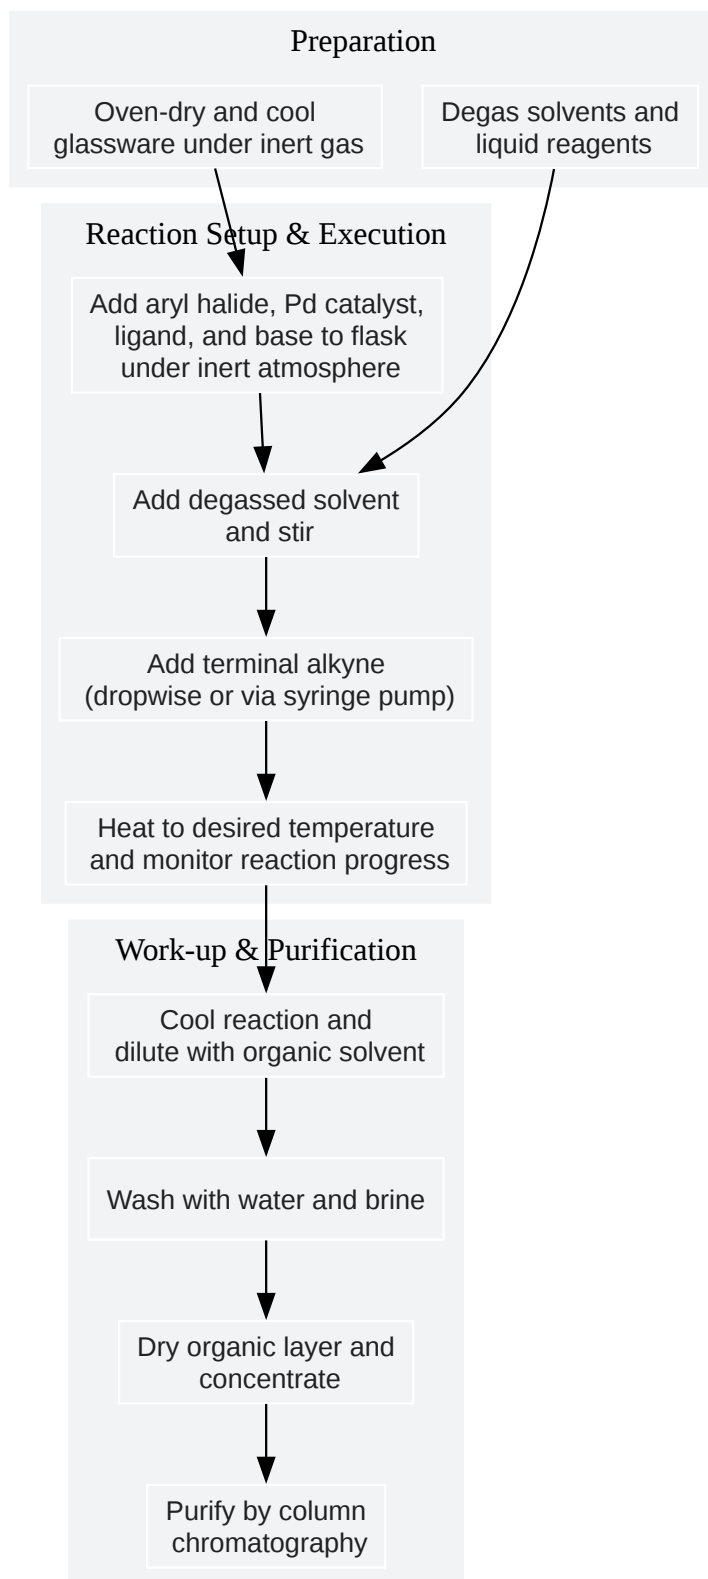 Preparation
Oven-dry and cool
glassware under inert gas
Degas solvents and
liquid reagents
Reaction Setup & Execution
Add aryl halide, Pd catalyst,
ligand, and base to flask
under inert atmosphere
Add degassed solvent
and stir
Add terminal alkyne
(dropwise or via syringe pump)
Heat to desired temperature
and monitor reaction progress
Work-up & Purification
Cool reaction and
dilute with organic solvent
Wash with water and brine
Dry organic layer and
concentrate
Purify by column
chromatography